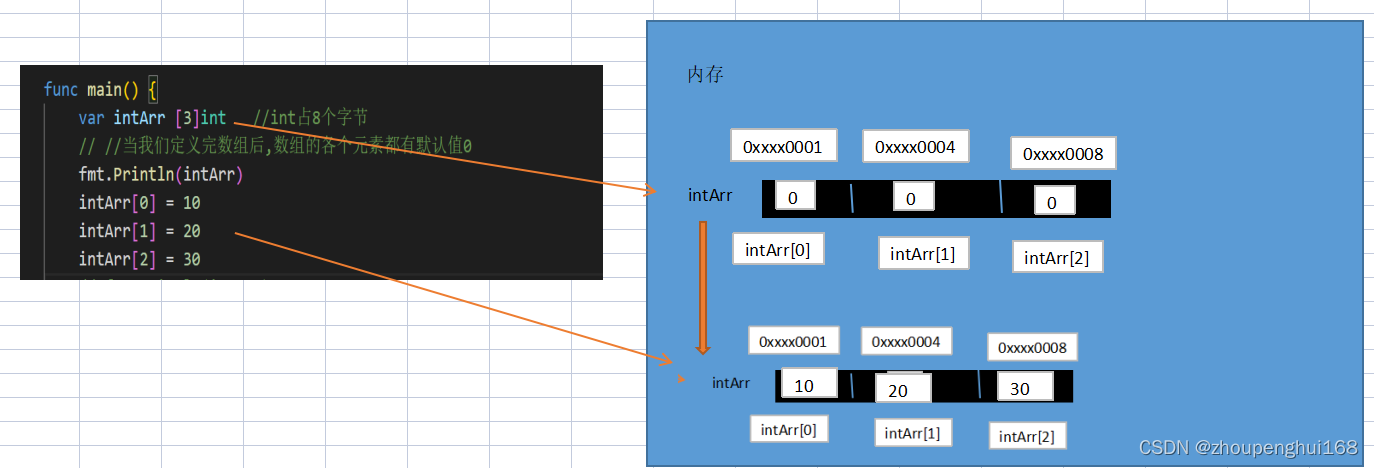 func main() {
var intArr [3]int //int占8个字节
// //当我们定义完数组后,数组的各个元素都有默认值0
fmt.Println(intArr)
intArr[0] = 10
intArr[1] = 20
intArr[2] = 30
内存
0xxxx0001 0xxxx0004 0xxxx0008
intArr 0 0 0
intArr[0] intArr[1] intArr[2]
0xxxx0001 0xxxx0004 0xxxx0008
intArr 10 20 30
intArr[0] intArr[1] intArr[2]
CSDN @zhoupenghui168